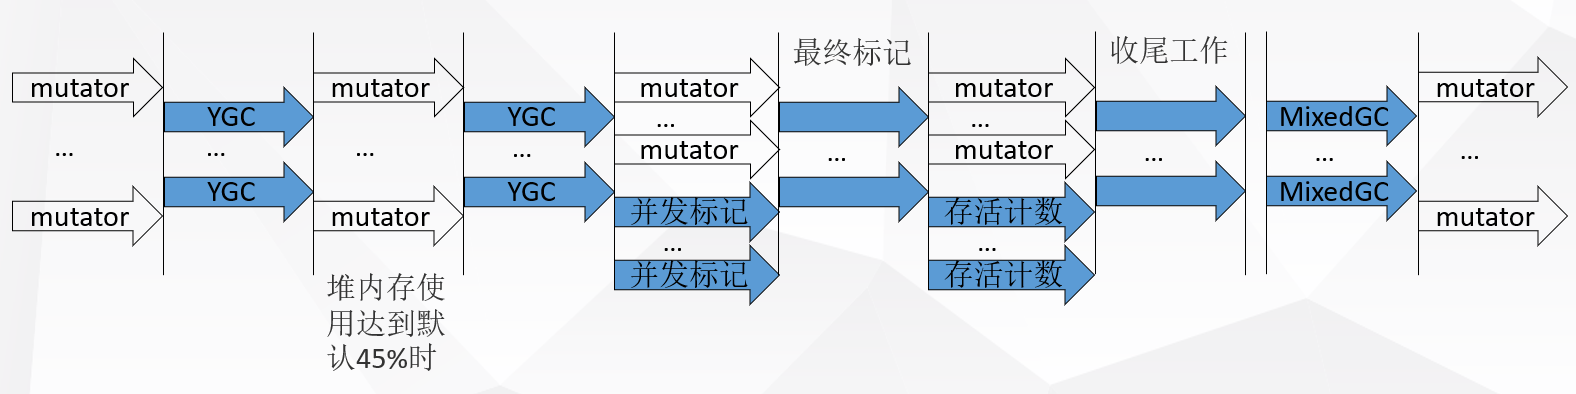 最终标记
收尾工作
mutator YGC mutator YGC mutator mutator MixedGC mutator
... ...
... ... ... ... mutator ... mutator ... ... ...
mutator YGC mutator YGC 并发标记 存活计数 MixedGC mutator
... ...
并发标记 存活计数
堆内存使
用达到默
认45%时